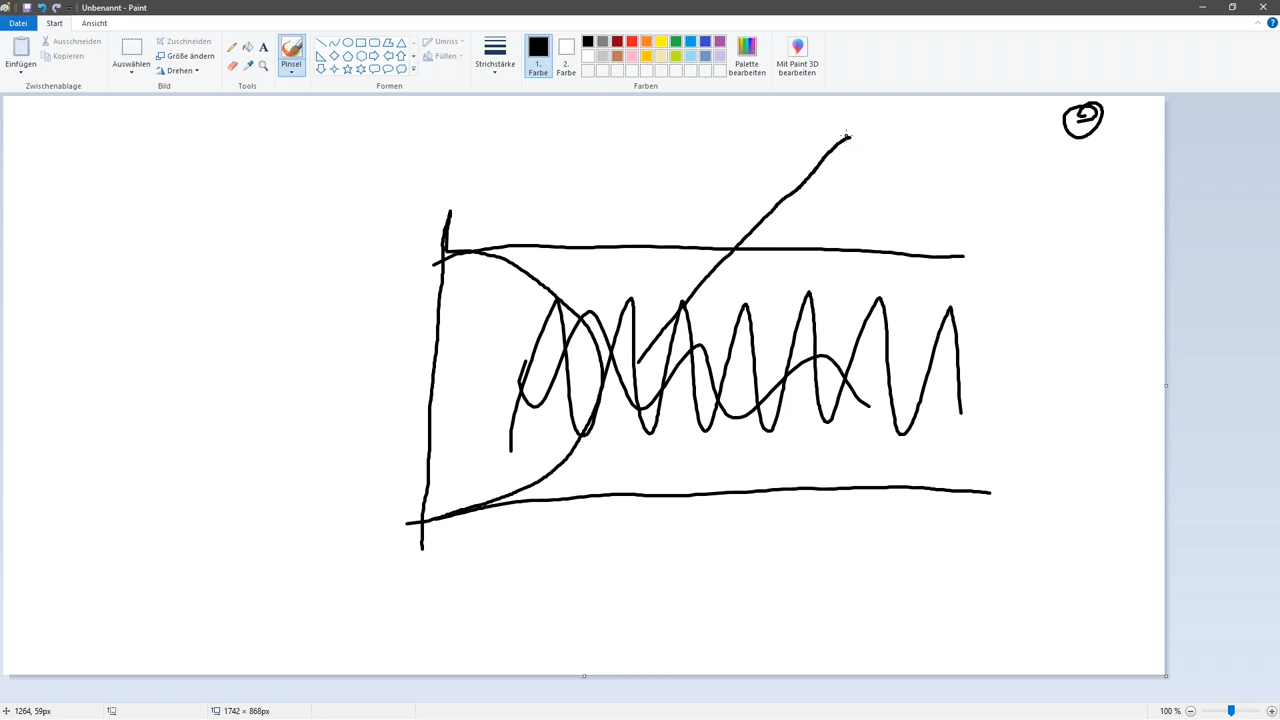 Unbenannt - Paint
Datei Start Ansicht
Einfügen
Ausschneiden
Kopieren
Zwischenablage
Auswählen
Zuschneiden
Größe ändern
Drehen
Bild
A
Pinsel
Tools
Umriss
Füllen
Formen
Strichstärke
1. Farbe
2. Farbe
Palette bearbeiten
Mit Paint 3D bearbeiten
Farben
1264, 59px
1742 × 868px
100 %